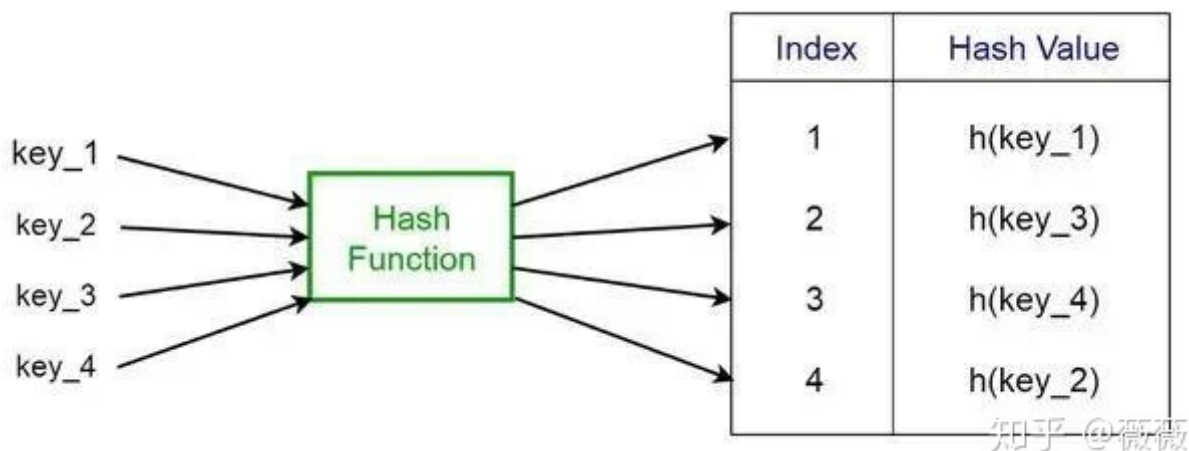 Index Hash Value
key_1
key_2
key_3
key_4
Hash
Function
1 h(key_1)
2 h(key_3)
3 h(key_4)
4 h(key_2)
知乎 @薇薇